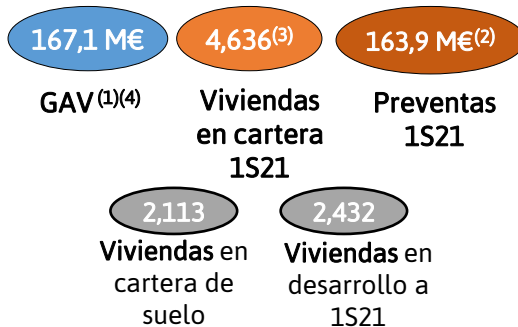 167,1 M€
4,636(3)
163,9 M€(2)
GAV (1)(4)
Viviendas
en cartera
1S21
Preventas
1S21
2,113
2,432
Viviendas en
cartera de
suelo
Viviendas en
desarrollo a
1S21